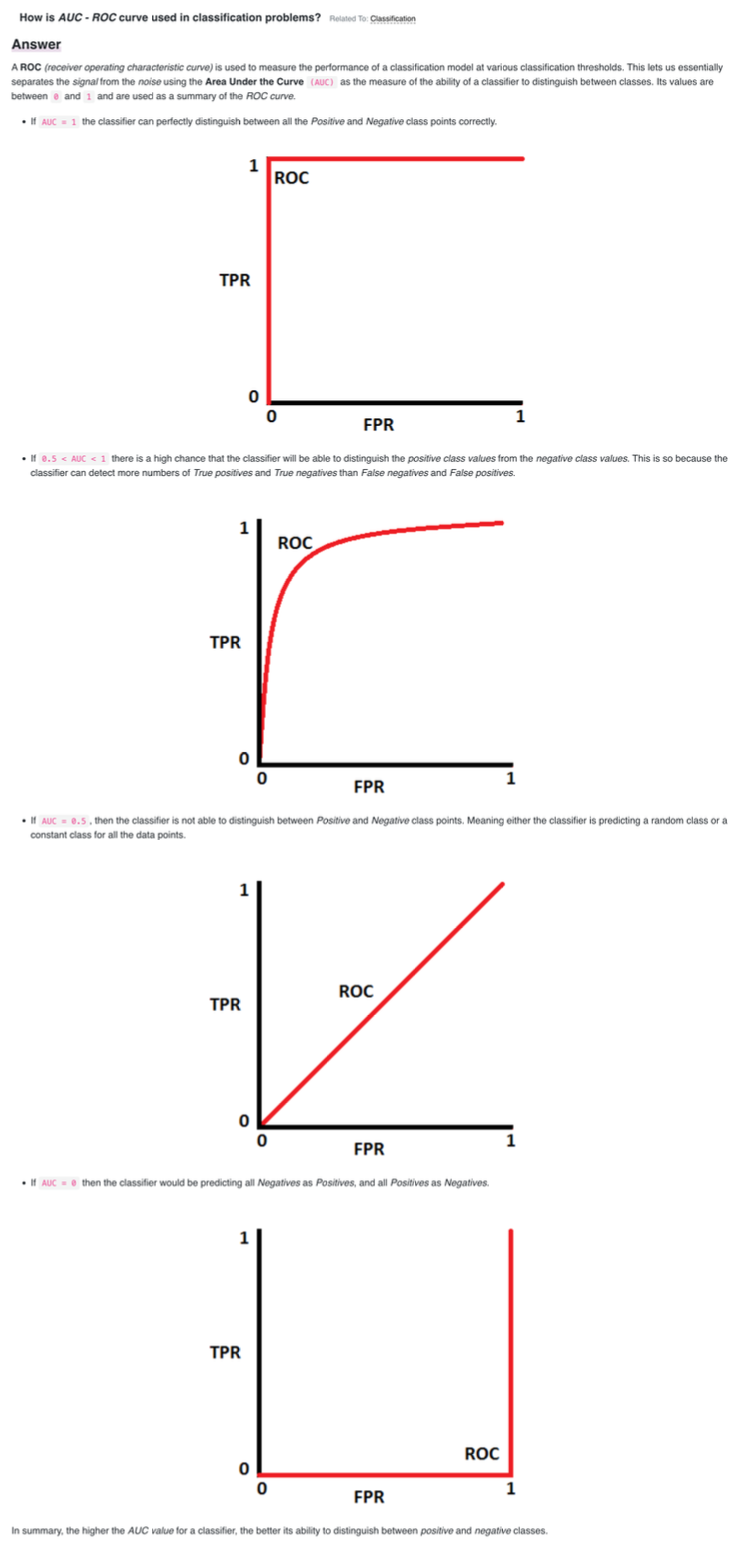 How is AUC - ROC curve used in classification problems? Related To: Classification
Answer
A ROC (receiver operating characteristic curve) is used to measure the performance of a classification model at various classification thresholds. This lets us essentially
separates the signal from the noise using the Area Under the Curve (AUC) as the measure of the ability of a classifier to distinguish between classes. Its values are
between 0 and 1 and are used as a summary of the ROC curve.
• If AUC = 1 the classifier can perfectly distinguish between all the Positive and Negative class points correctly.
1
ROC
TPR
0
0
1
FPR
• If 0.5 < AUC < 1 there is a high chance that the classifier will be able to distinguish the positive class values from the negative class values. This is so because the
classifier can detect more numbers of True positives and True negatives than False negatives and False positives.
1
ROC
TPR
0
0
1
FPR
• If AUC = 0.5, then the classifier is not able to distinguish between Positive and Negative class points. Meaning either the classifier is predicting a random class or a
constant class for all the data points.
1
ROC
TPR
0
0
1
FPR
• If AUC = 0 then the classifier would be predicting all Negatives as Positives, and all Positives as Negatives.
1
TPR
ROC
0
0
1
FPR
In summary, the higher the AUC value for a classifier, the better its ability to distinguish between positive and negative classes.